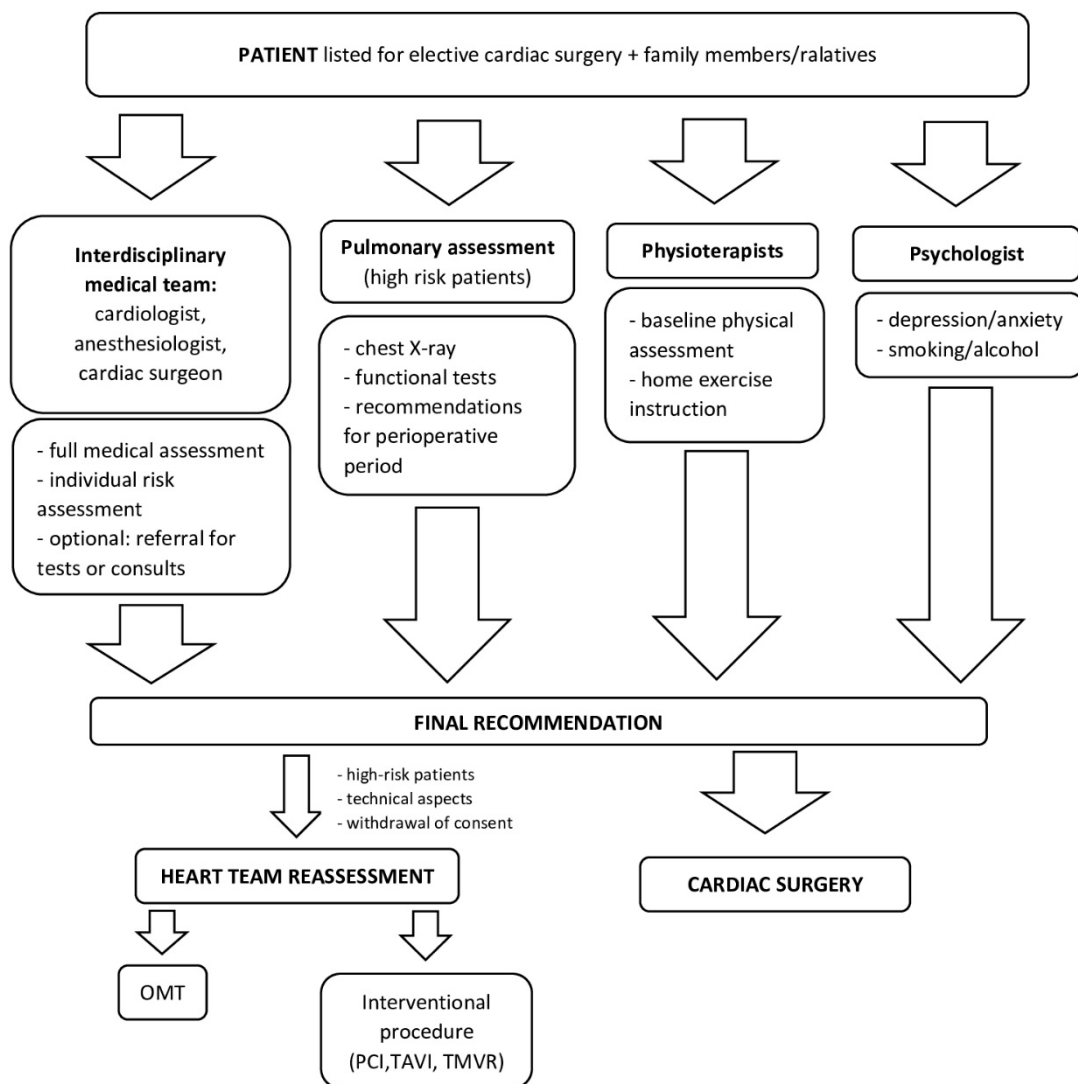 PATIENT listed for elective cardiac surgery + family members/ralatives
Interdisciplinary
medical team:
cardiologist,
anesthesiologist,
cardiac surgeon
- full medical assessment
- individual risk
assessment
- optional: referral for
tests or consults
Pulmonary assessment
(high risk patients)
- chest X-ray
- functional tests
- recommendations
for perioperative
period
Physioterapists
- baseline physical
assessment
- home exercise
instruction
Psychologist
- depression/anxiety
- smoking/alcohol
FINAL RECOMMENDATION
- high-risk patients
- technical aspects
- withdrawal of consent
HEART TEAM REASSESSMENT
CARDIAC SURGERY
OMT
Interventional
procedure
(PCI,TAVI, TMVR)